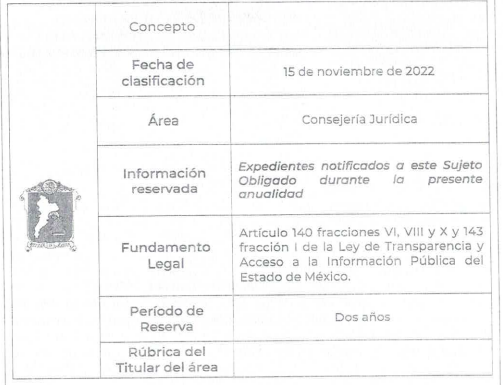 Concepto
Fecha de
clasificación
15 de noviembre de 2022
Área
Consejería Jurídica
Información
reservada
Expedientes notificados a este Sujeto
Obligado durante la presente
anualidad
Fundamento
Legal
Artículo 140 fracciones VI, VIII y X y 143
fracción I de la Ley de Transparencia y
Acceso a la Información Pública del
Estado de México.
Período de
Reserva
Dos años
Rúbrica del
Titular del área